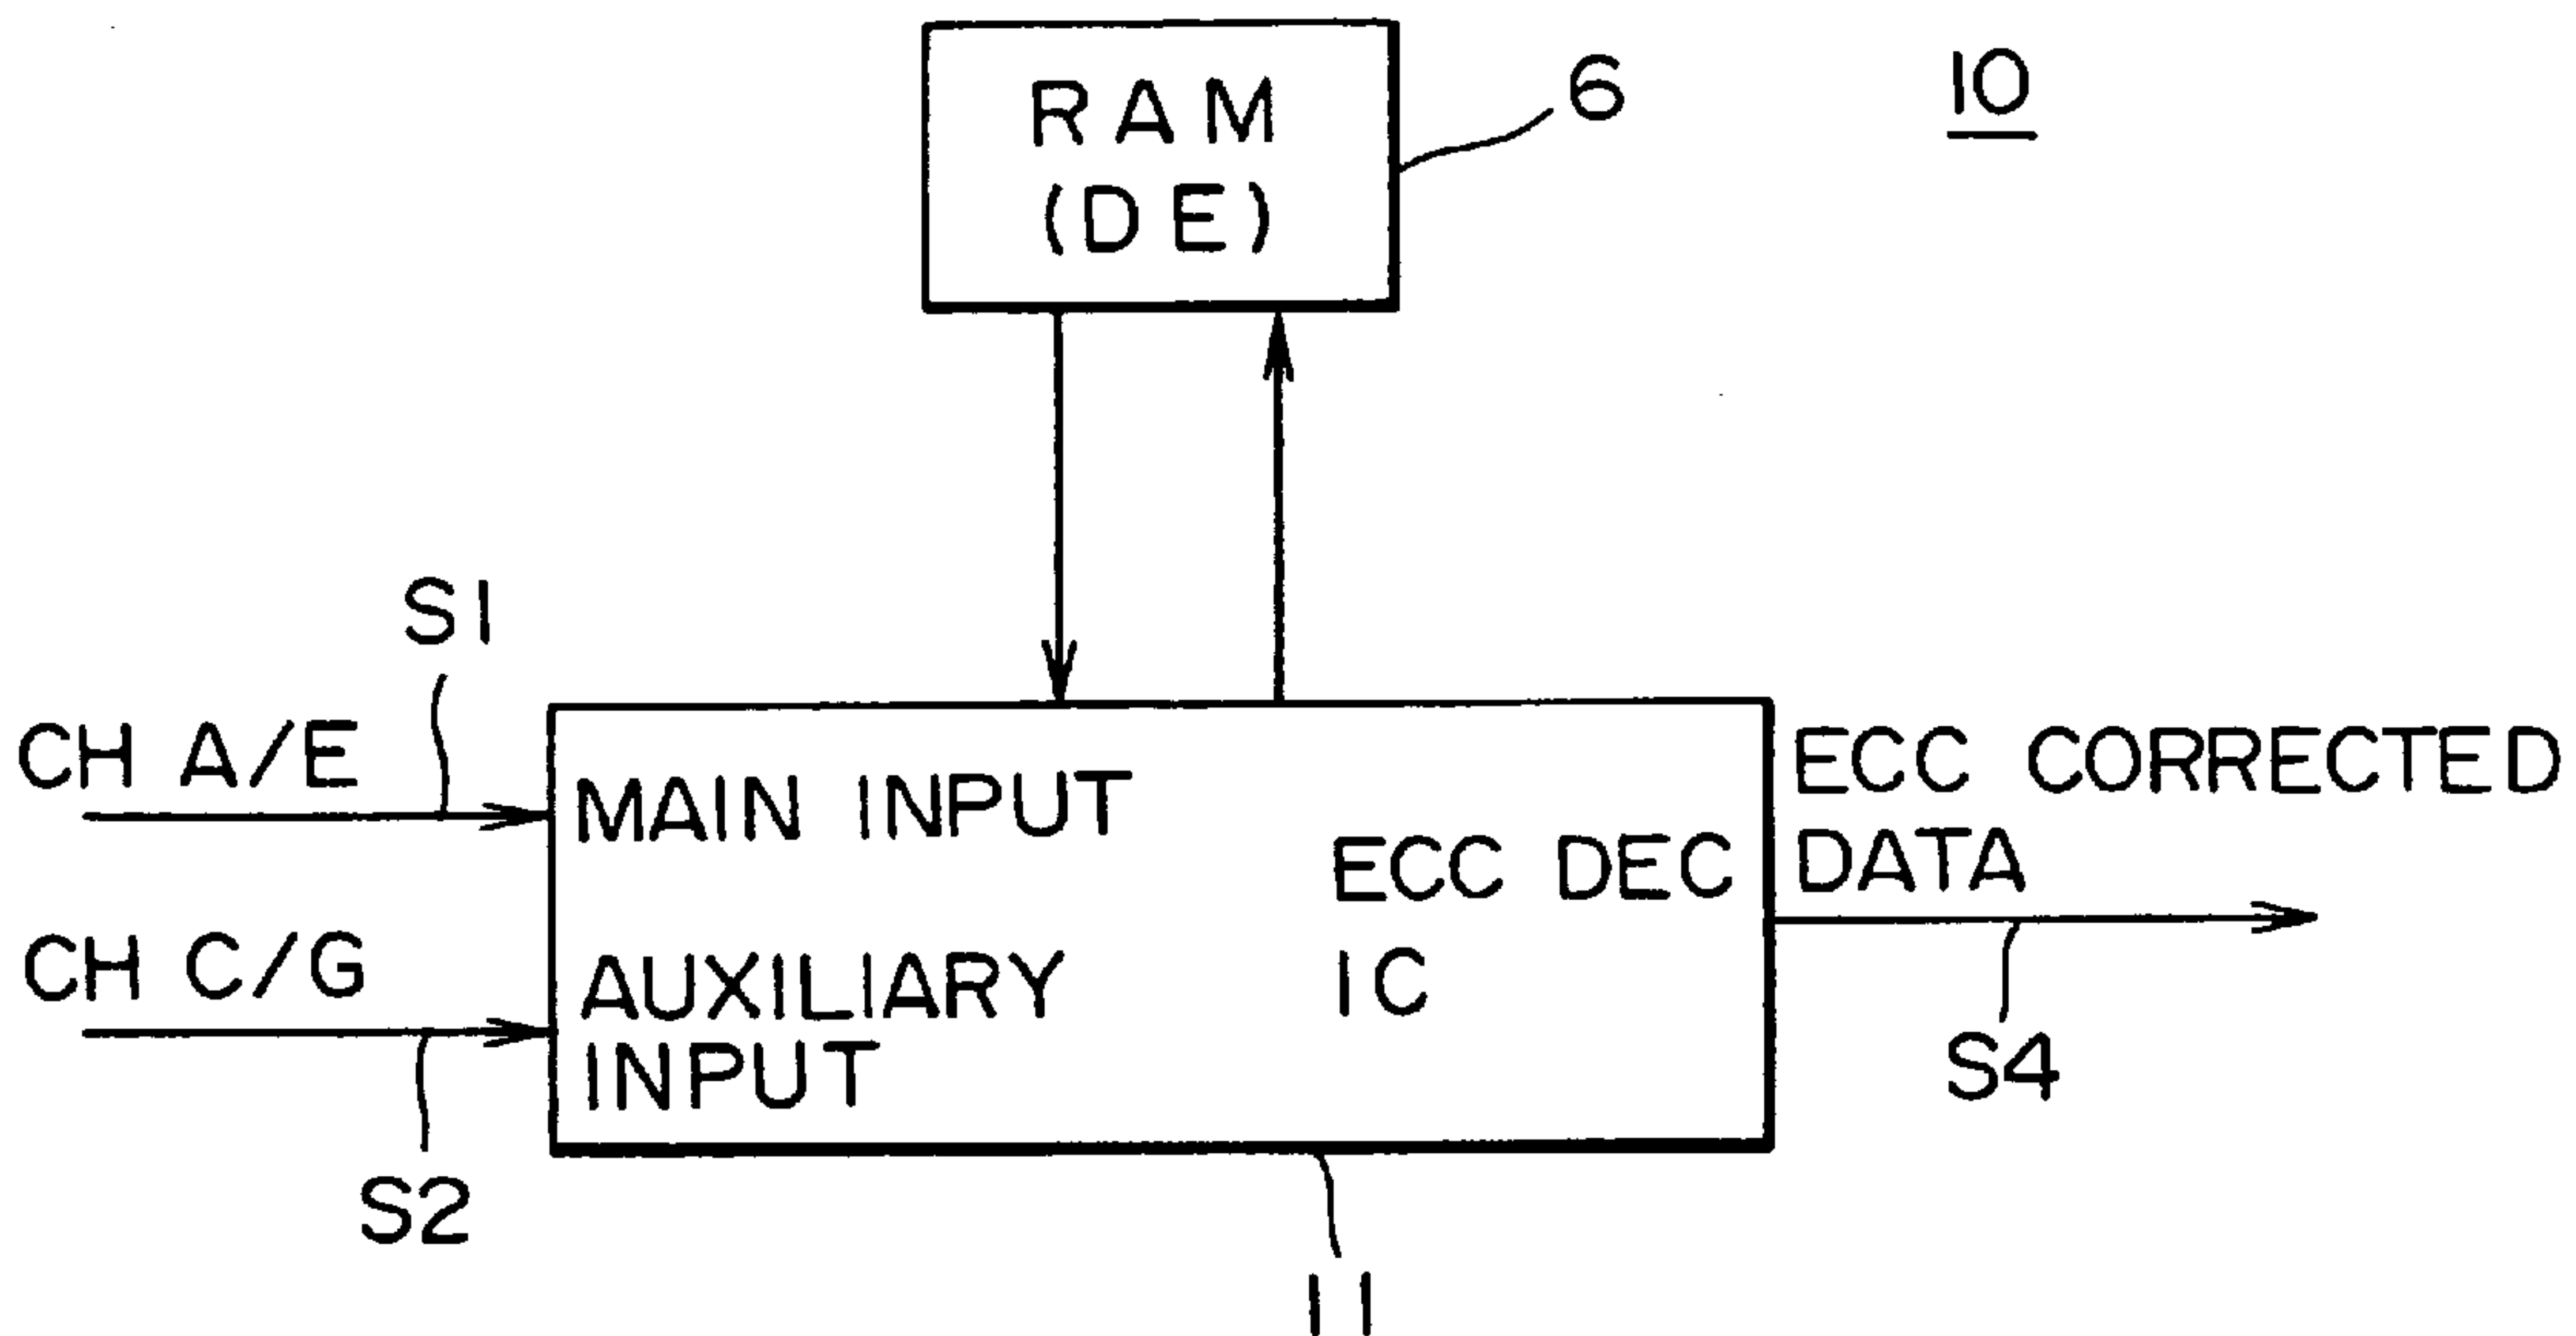 RAM
(DE)
6
10
S1
CH A/E
MAIN INPUT
ECC CORRECTED
DATA
ECC DEC
IC
CH C/G
AUXILIARY
INPUT
S2
S4
11